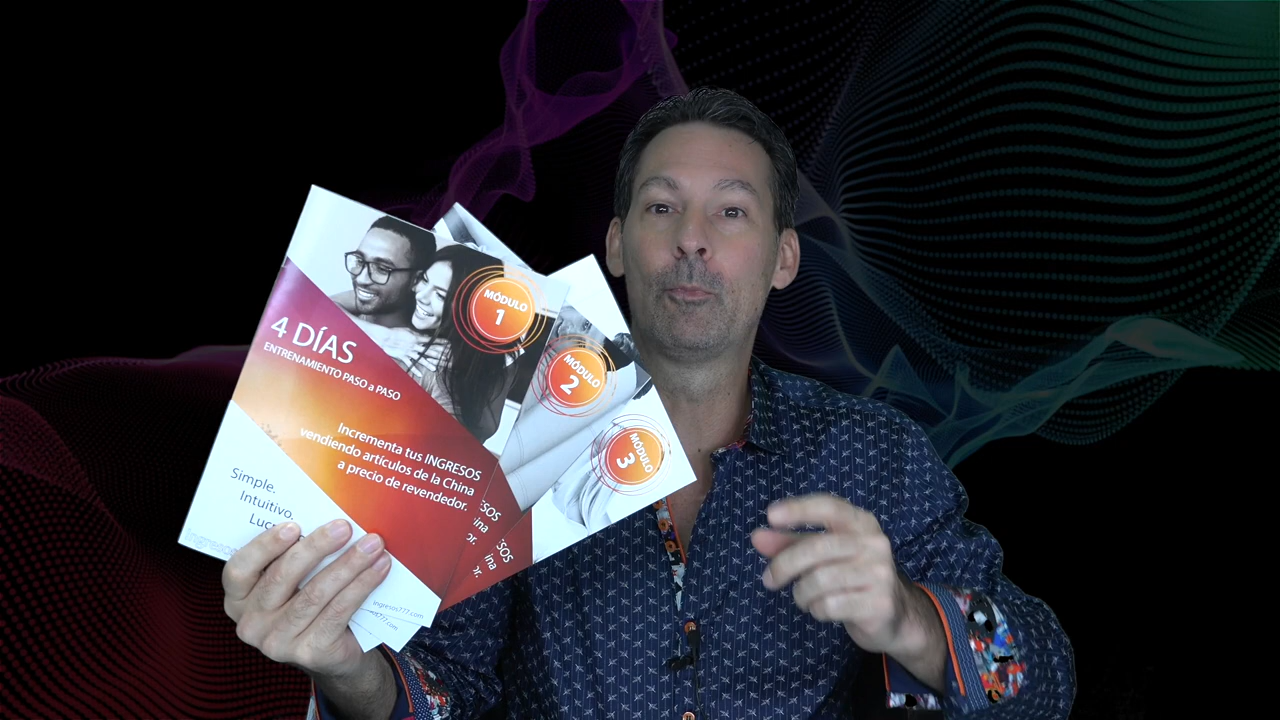 MÓDULO
1
4 DÍAS
ENTRENAMIENTO PASO a PASO
Incrementa tus INGRESOS
vendiendo artículos de la China
a precio de revendedor.
Simple.
Intuitivo.
ingresos777.com
MÓDULO
2
MÓDULO
3